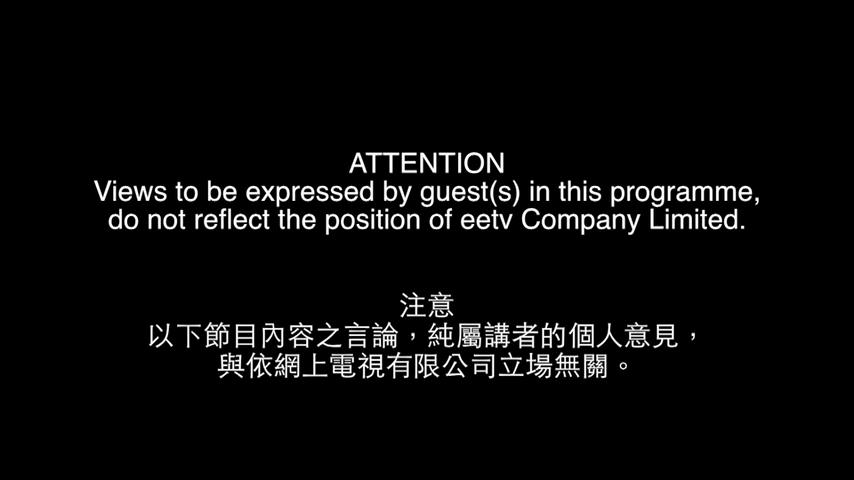 ATTENTION
Views to be expressed by guest(s) in this programme,
do not reflect the position of eetv Company Limited.
注意
以下節目內容之言論，純屬講者的個人意見，
與依網上電視有限公司立場無關。